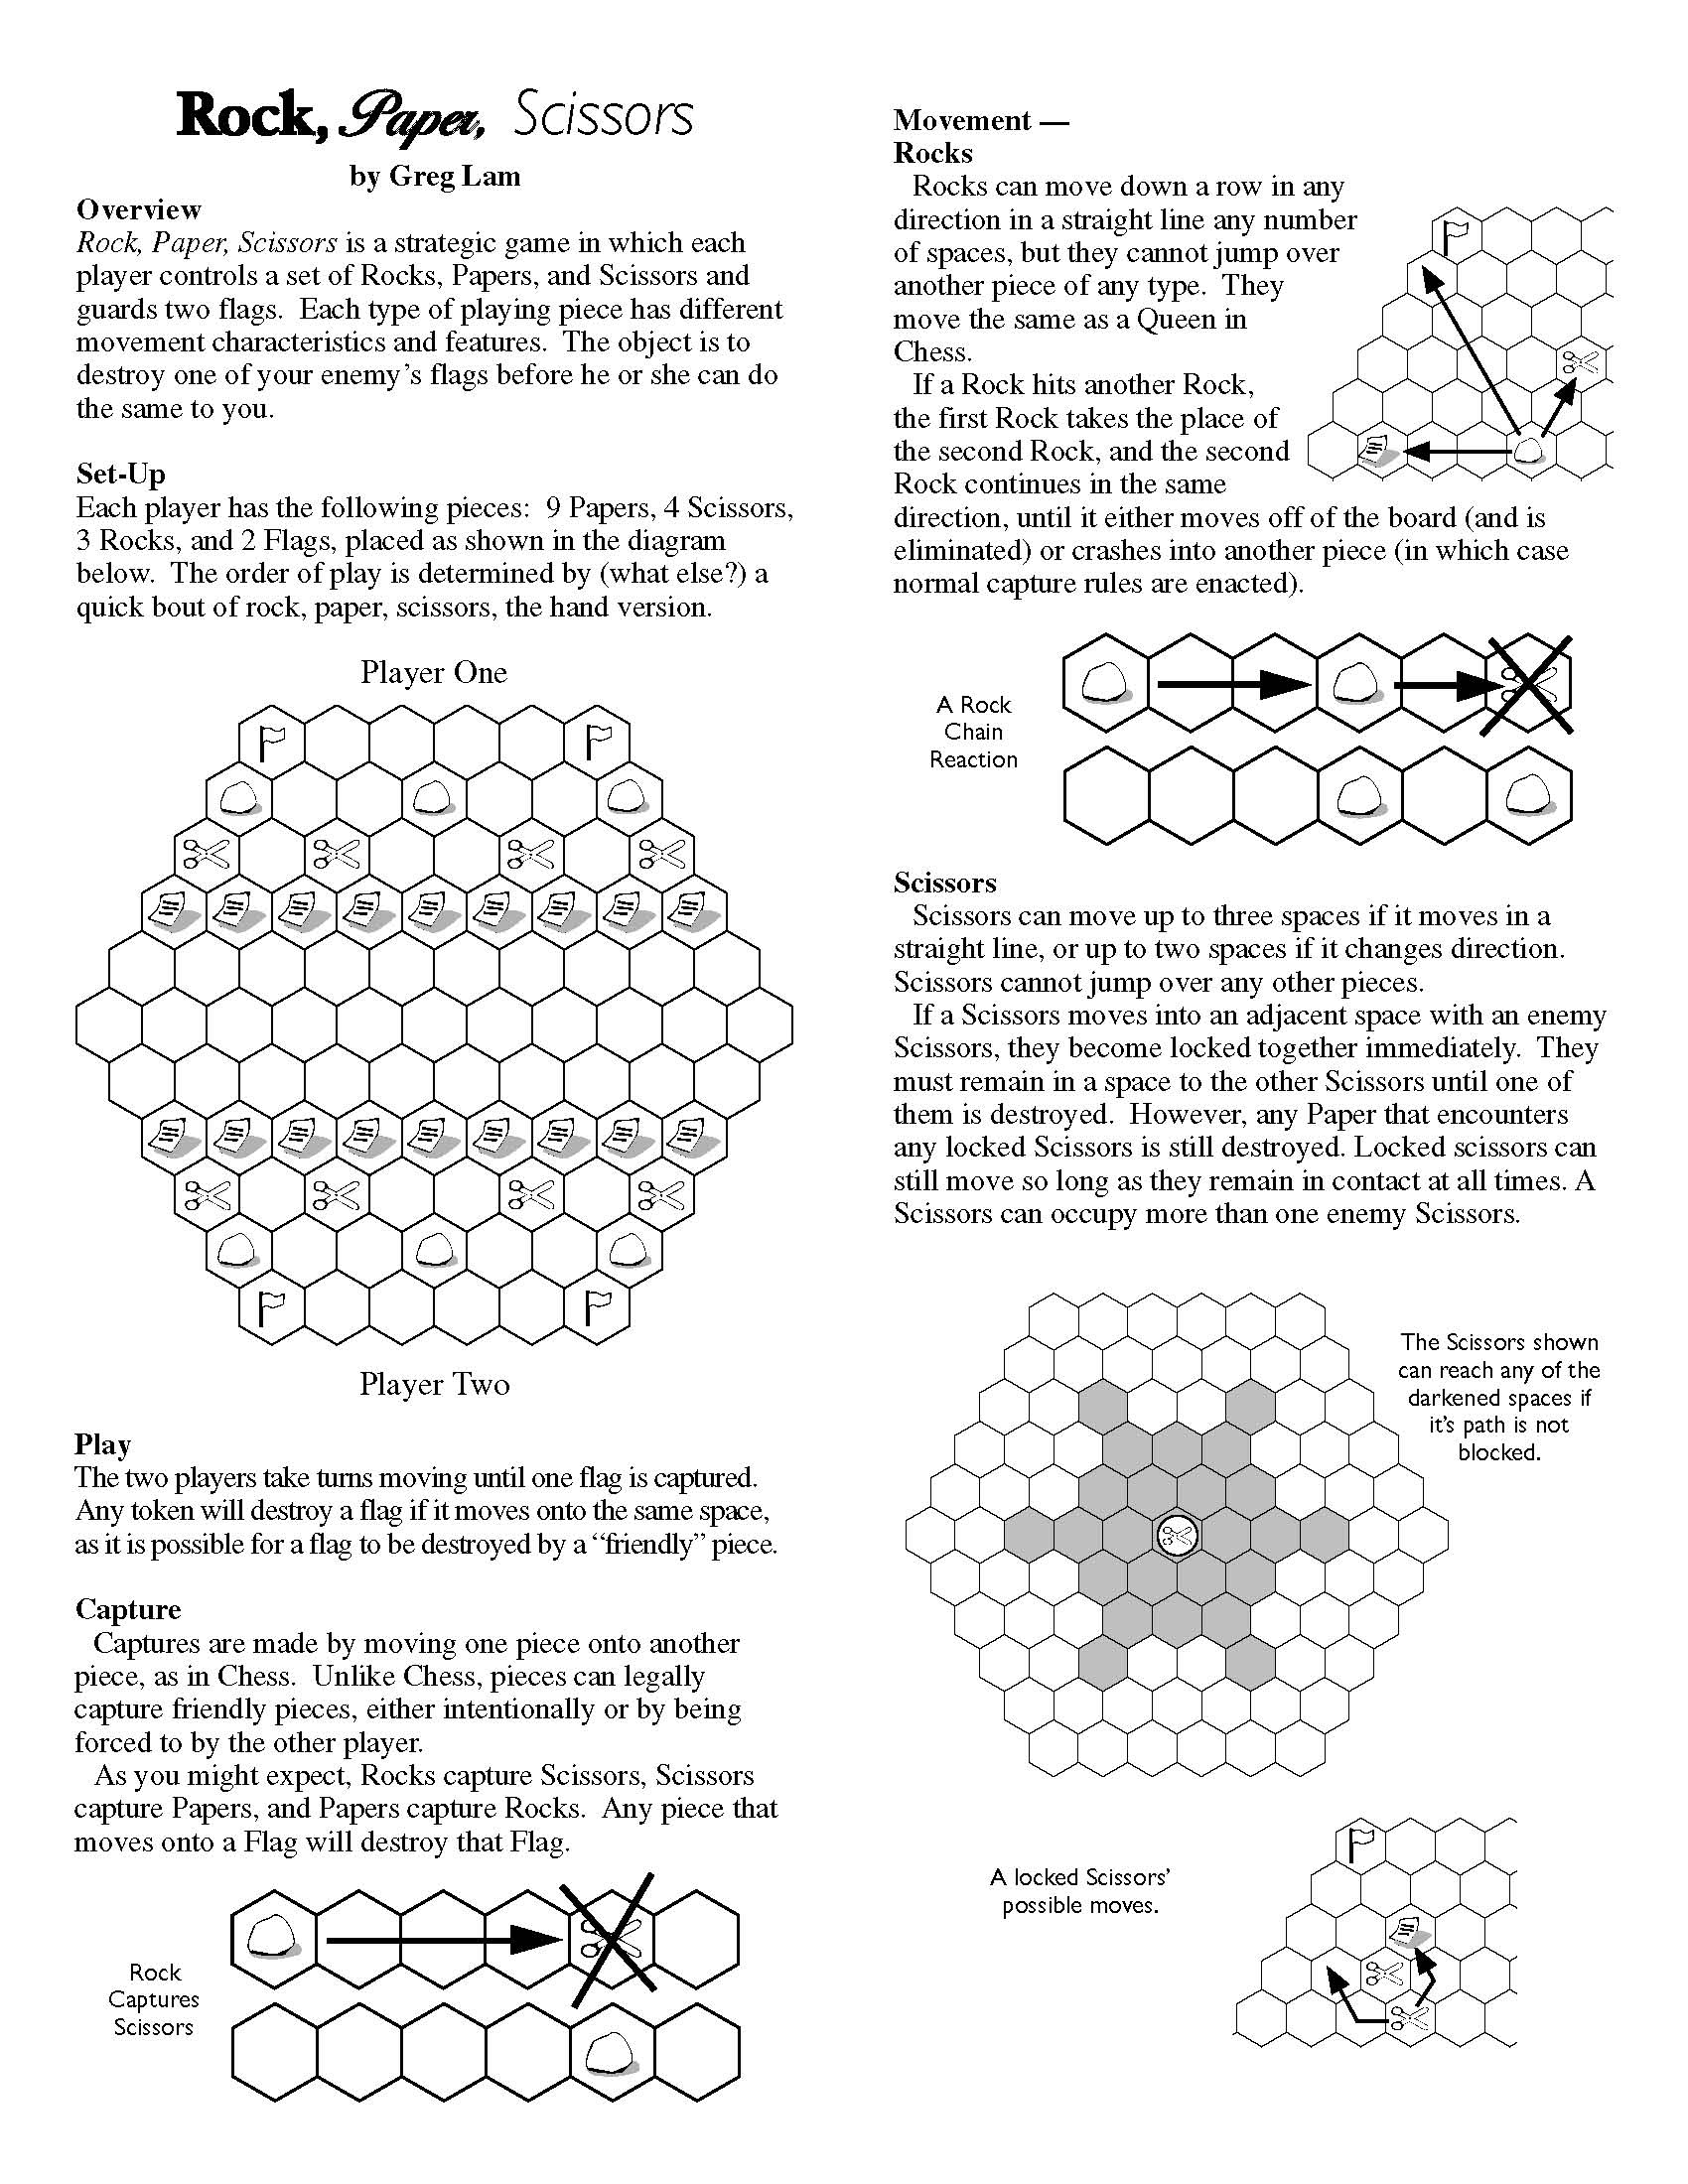 Rock, Paper, Scissors
by Greg Lam
Overview
Rock, Paper, Scissors is a strategic game in which each
player controls a set of Rocks, Papers, and Scissors and
guards two flags.  Each type of playing piece has different
movement characteristics and features.  The object is to
destroy one of your enemy's flags before he or she can do
the same to you.
Set-Up
Each player has the following pieces:  9 Papers, 4 Scissors,
3 Rocks, and 2 Flags, placed as shown in the diagram
below.  The order of play is determined by (what else?) a
quick bout of rock, paper, scissors, the hand version.
Player One
Player Two
Play
The two players take turns moving until one flag is captured.
Any token will destroy a flag if it moves onto the same space,
as it is possible for a flag to be destroyed by a “friendly” piece.
Capture
Captures are made by moving one piece onto another
piece, as in Chess.  Unlike Chess, pieces can legally
capture friendly pieces, either intentionally or by being
forced to by the other player.
As you might expect, Rocks capture Scissors, Scissors
capture Papers, and Papers capture Rocks.  Any piece that
moves onto a Flag will destroy that Flag.
Rock
Captures
Scissors
Movement —
Rocks
Rocks can move down a row in any
direction in a straight line any number
of spaces, but they cannot jump over
another piece of any type.  They
move the same as a Queen in
Chess.
If a Rock hits another Rock,
the first Rock takes the place of
the second Rock, and the second
Rock continues in the same
direction, until it either moves off of the board (and is
eliminated) or crashes into another piece (in which case
normal capture rules are enacted).
A Rock
Chain
Reaction
Scissors
Scissors can move up to three spaces if it moves in a
straight line, or up to two spaces if it changes direction.
Scissors cannot jump over any other pieces.
If a Scissors moves into an adjacent space with an enemy
Scissors, they become locked together immediately.  They
must remain in a space to the other Scissors until one of
them is destroyed.  However, any Paper that encounters
any locked Scissors is still destroyed. Locked scissors can
still move so long as they remain in contact at all times. A
Scissors can occupy more than one enemy Scissors.
The Scissors shown
can reach any of the
darkened spaces if
it's path is not
blocked.
A locked Scissors'
possible moves.